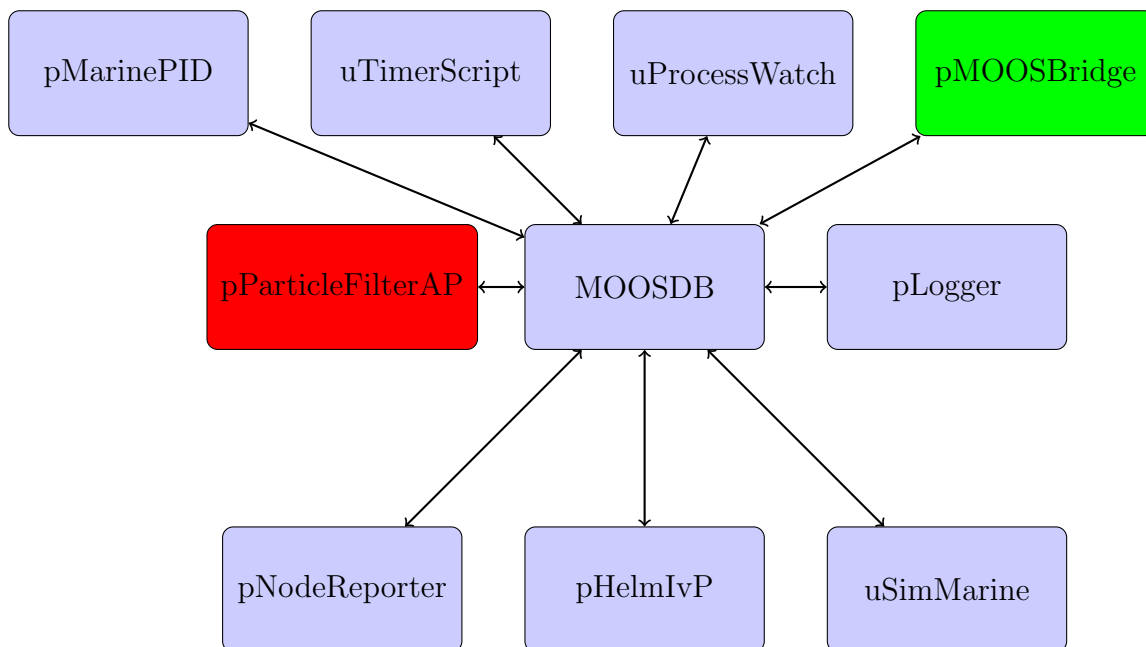 pMarinePID
uTimerScript
uProcessWatch
pMOOSBridge
pParticleFilterAP
MOOSDB
pLogger
pNodeReporter
pHelmIvP
uSimMarine